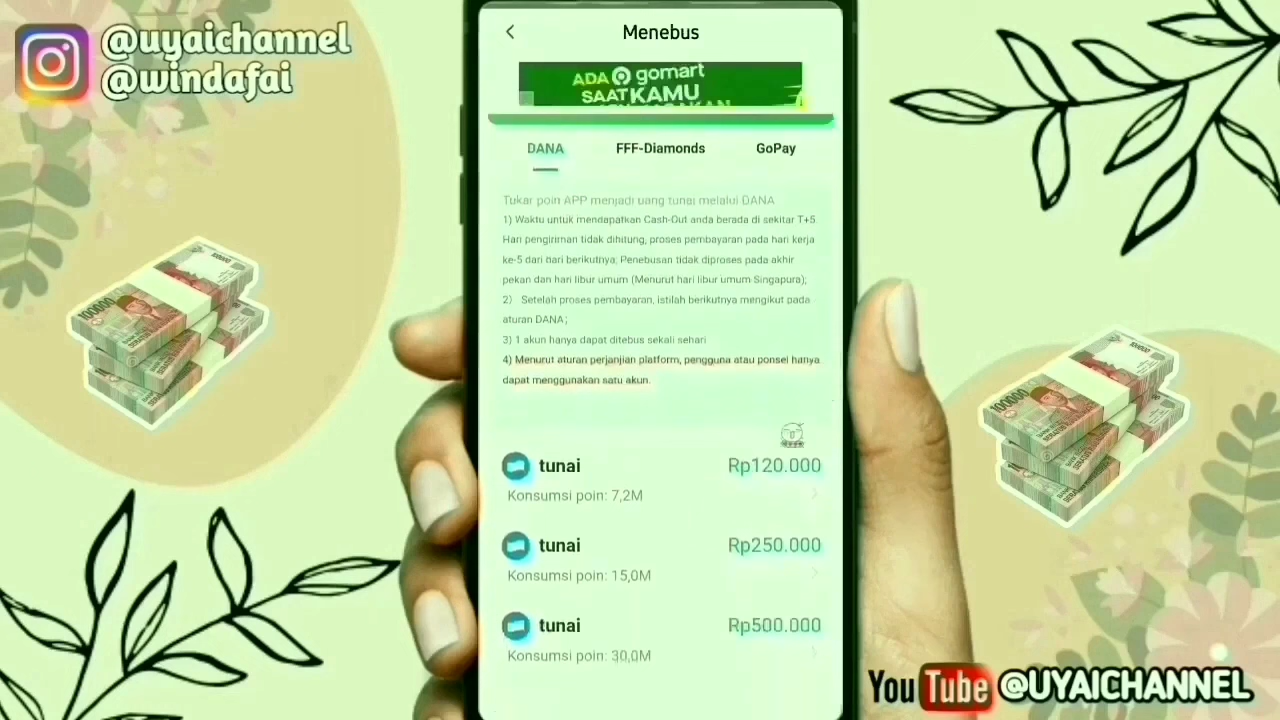 @uyaichannel
@windafai
Menebus
ADA gomart
SAAT KAMU
DANA
FFF-Diamonds
GoPay
Tukar poin APP menjadi uang tunai melalui DANA
1) Waktu untuk mendapatkan Cash-Out anda berada di sekitar T+5
Hari pengiriman tidak dihitung, proses pembayaran pada hari kerja
ke-5 dari hari berikutnya; Penebusan tidak diproses pada akhir
pekan dan hari libur umum (Menurut hari libur umum Singapura);
2) Setelah proses pembayaran, istilah berikutnya mengikut pada
aturan DANA;
3) 1 akun hanya dapat ditebus sekali sehari
4) Menurut aturan perjanjian platform, pengguna atau ponsel hanya
dapat menggunakan satu akun.
tunai Rp120.000
Konsumsi poin: 7,2M
tunai Rp250.000
Konsumsi poin: 15,0M
tunai Rp500.000
Konsumsi poin: 30,0M
100000
100000
100000
YouTube @UYAICHANNEL